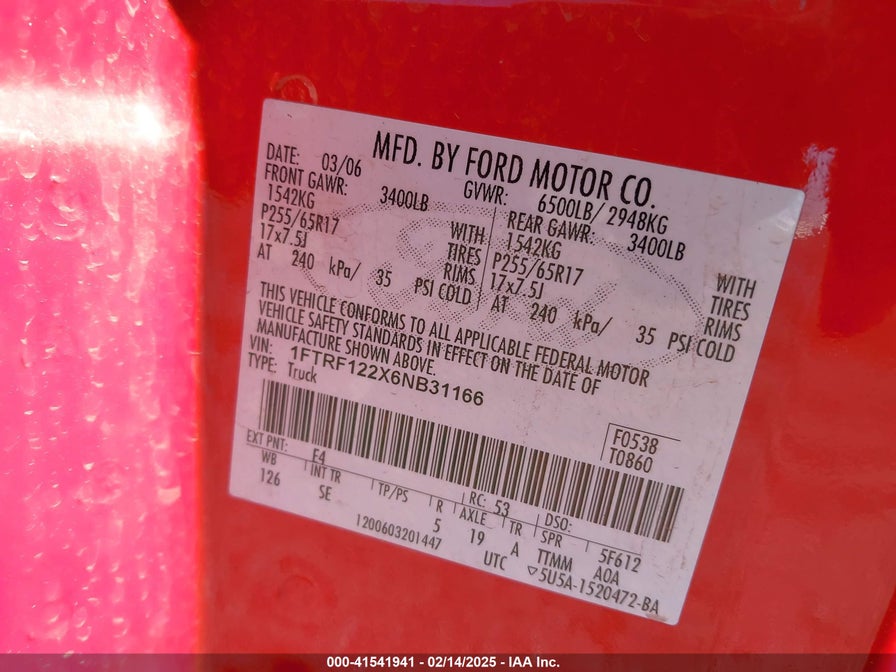 MFD. BY FORD MOTOR CO.
DATE: 03/06
GVWR: 6500LB/2948KG
FRONT GAWR: 3400LB
1542KG WITH
P255/65R17 TIRES
17x7.5J RIMS
AT 240 kPa/ 35 PSI COLD
REAR GAWR: 3400LB
1542KG WITH
P255/65R17 TIRES
17x7.5J RIMS
AT 240 kPa/ 35 PSI COLD
THIS VEHICLE CONFORMS TO ALL APPLICABLE FEDERAL MOTOR
VEHICLE SAFETY STANDARDS IN EFFECT ON THE DATE OF
MANUFACTURE SHOWN ABOVE.
VIN: 1FTRF122X6NB31166
TYPE: Truck
F0538
T0860
EXT PNT: E4 RC: 53 DSO:
WB INT TR TP/PS R AXLE TR SPR 5F612
126 SE 5 19 A TTMM A0A
1200603201447 UTC ▽5U5A-1520472-BA
000-41541941 - 02/14/2025 - IAA Inc.